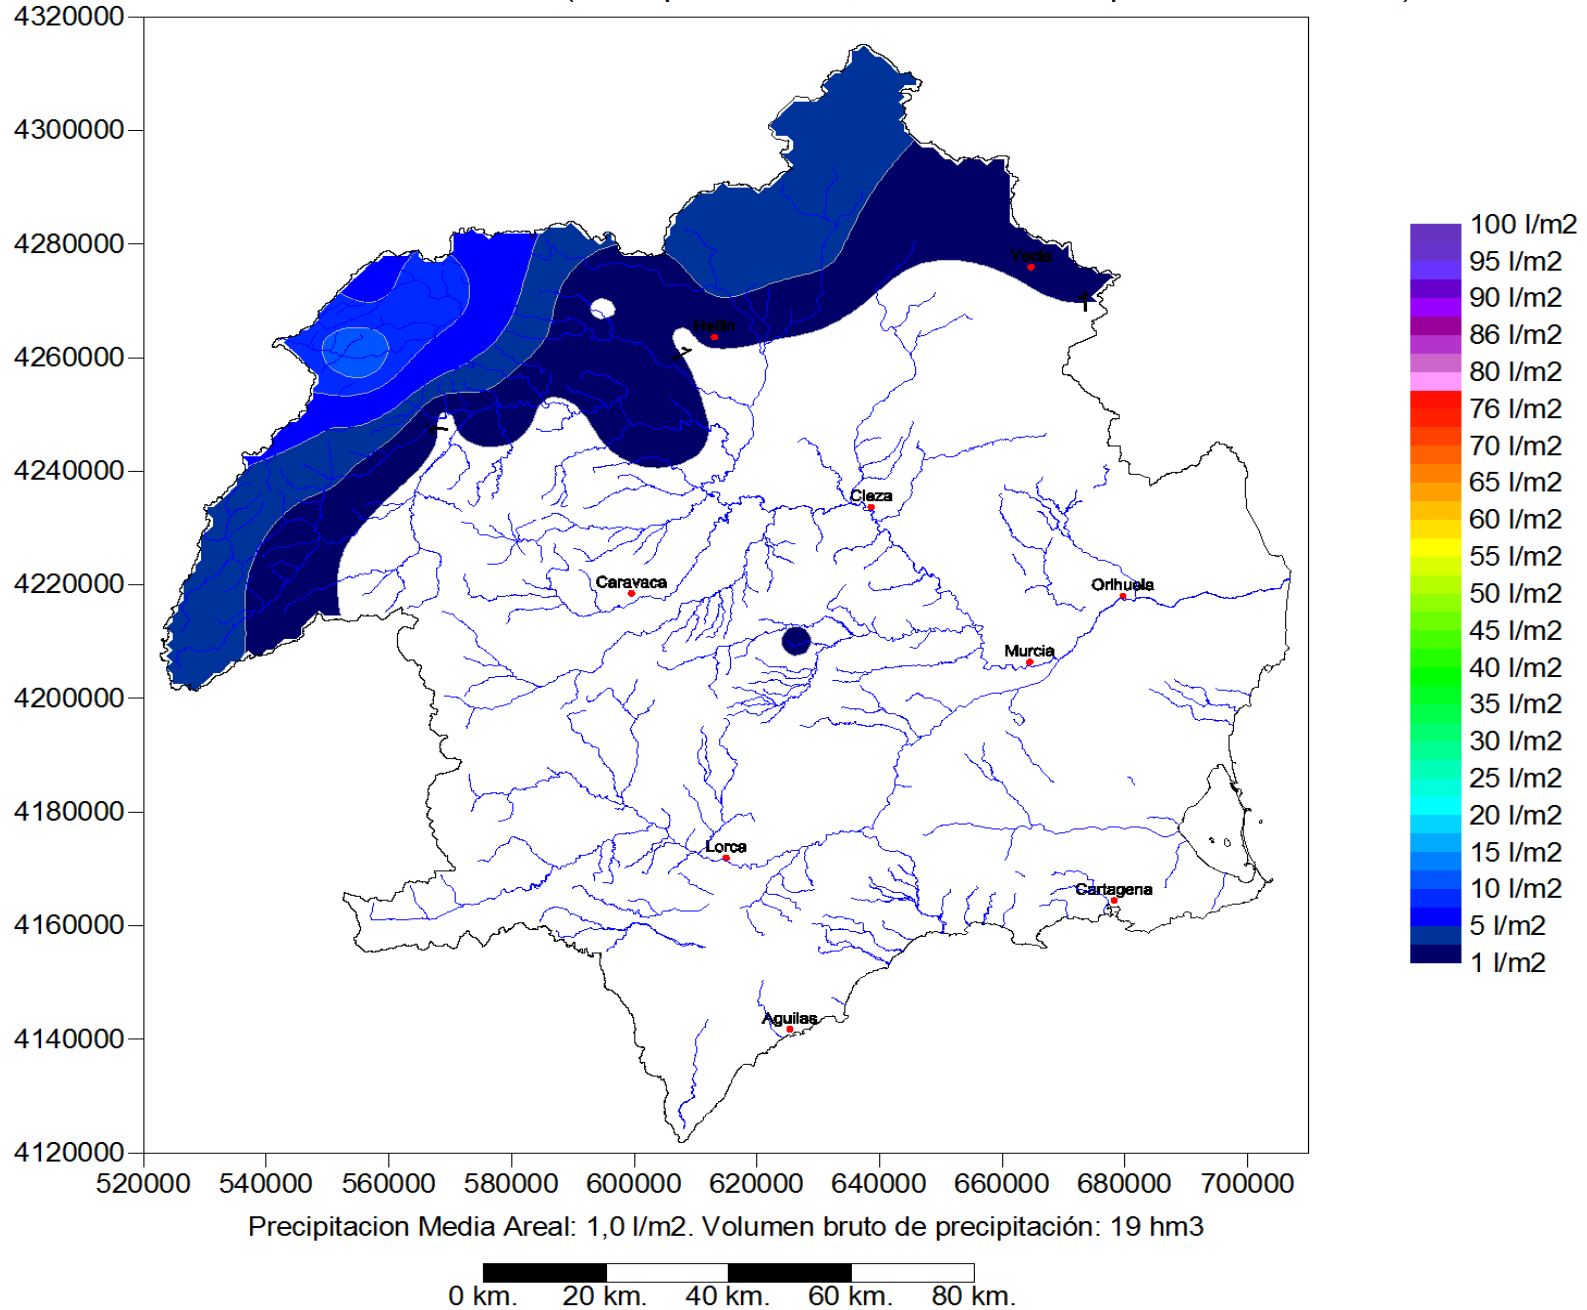 4320000
4300000
4280000
4260000
4240000
4220000
4200000
4180000
4160000
4140000
4120000
520000 540000 560000 580000 600000 620000 640000 660000 680000 700000
Yecla
Hellin
Cieza
Caravaca
Orihuela
Murcia
Lorca
Cartagena
Aguilas
1
1
1
100 l/m2
95 l/m2
90 l/m2
86 l/m2
80 l/m2
76 l/m2
70 l/m2
65 l/m2
60 l/m2
55 l/m2
50 l/m2
45 l/m2
40 l/m2
35 l/m2
30 l/m2
25 l/m2
20 l/m2
15 l/m2
10 l/m2
5 l/m2
1 l/m2
Precipitacion Media Areal: 1,0 l/m2. Volumen bruto de precipitación: 19 hm3
0 km. 20 km. 40 km. 60 km. 80 km.